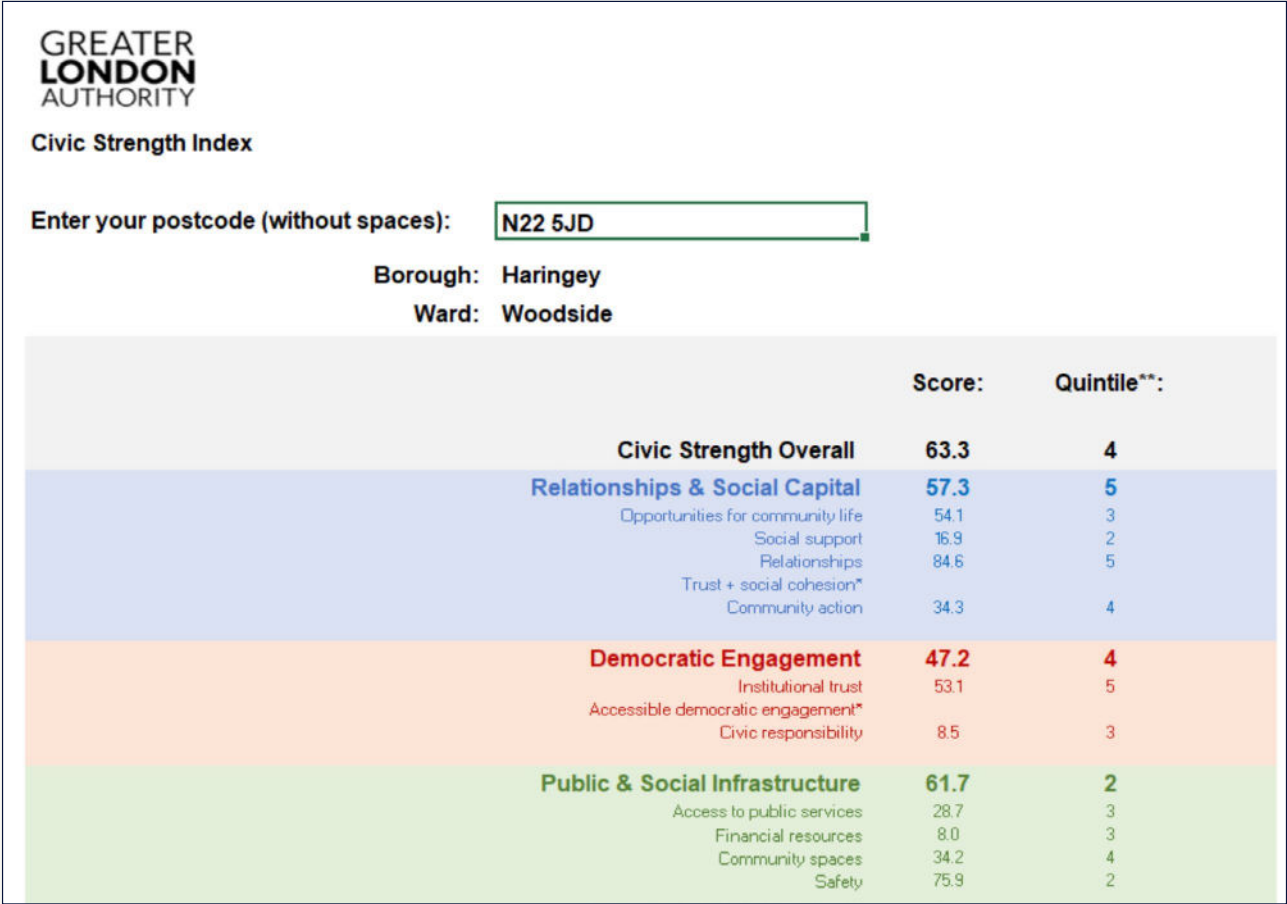 GREATER
LONDON
AUTHORITY
Civic Strength Index
Enter your postcode (without spaces): N22 5JD
Borough: Haringey
Ward: Woodside
Score: Quintile**:
Civic Strength Overall 63.3 4
Relationships & Social Capital 57.3 5
Opportunities for community life 54.1 3
Social support 16.9 2
Relationships 84.6 5
Trust + social cohesion*
Community action 34.3 4
Democratic Engagement 47.2 4
Institutional trust 53.1 5
Accessible democratic engagement*
Civic responsibility 8.5 3
Public & Social Infrastructure 61.7 2
Access to public services 28.7 3
Financial resources 8.0 3
Community spaces 34.2 4
Safety 75.9 2